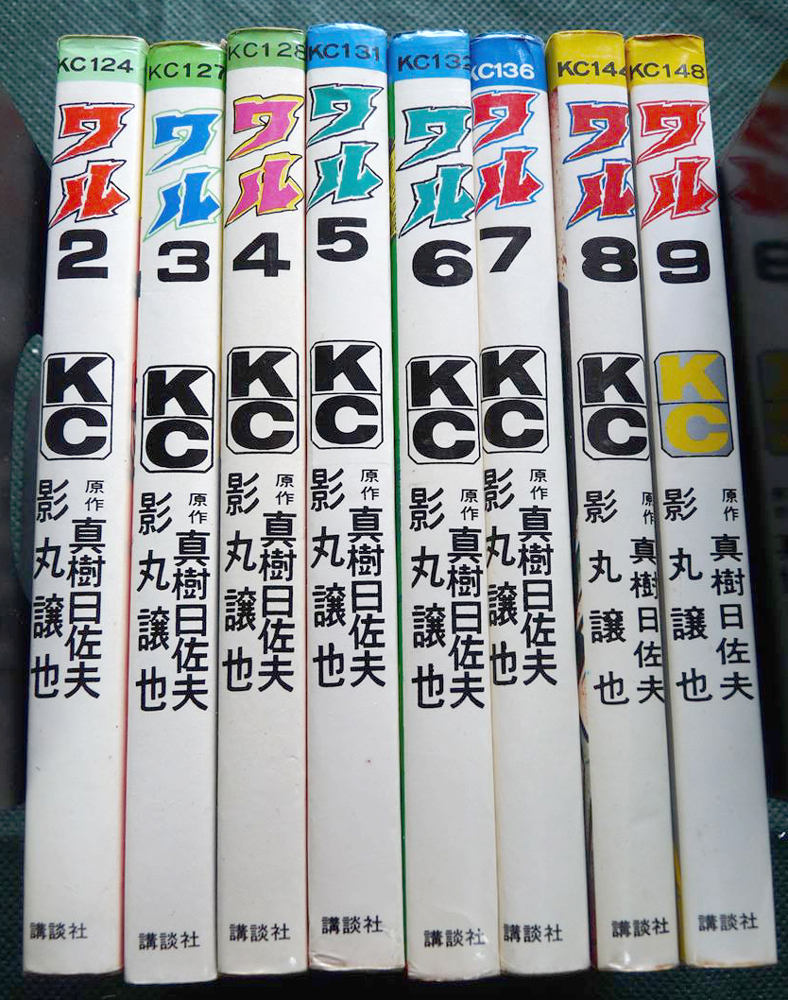 KC124
ワル
2
KC
原作
真樹日佐夫
影丸譲也
講談社
KC127
ワル
3
KC
原作
真樹日佐夫
影丸譲也
講談社
KC128
ワル
4
KC
原作
真樹日佐夫
影丸譲也
講談社
KC131
ワル
5
KC
原作
真樹日佐夫
影丸譲也
講談社
KC132
ワル
6
KC
原作
真樹日佐夫
影丸譲也
講談社
KC136
ワル
7
KC
原作
真樹日佐夫
影丸譲也
講談社
KC144
ワル
8
KC
原作
真樹日佐夫
影丸譲也
講談社
KC148
ワル
9
KC
原作
真樹日佐夫
影丸譲也
講談社